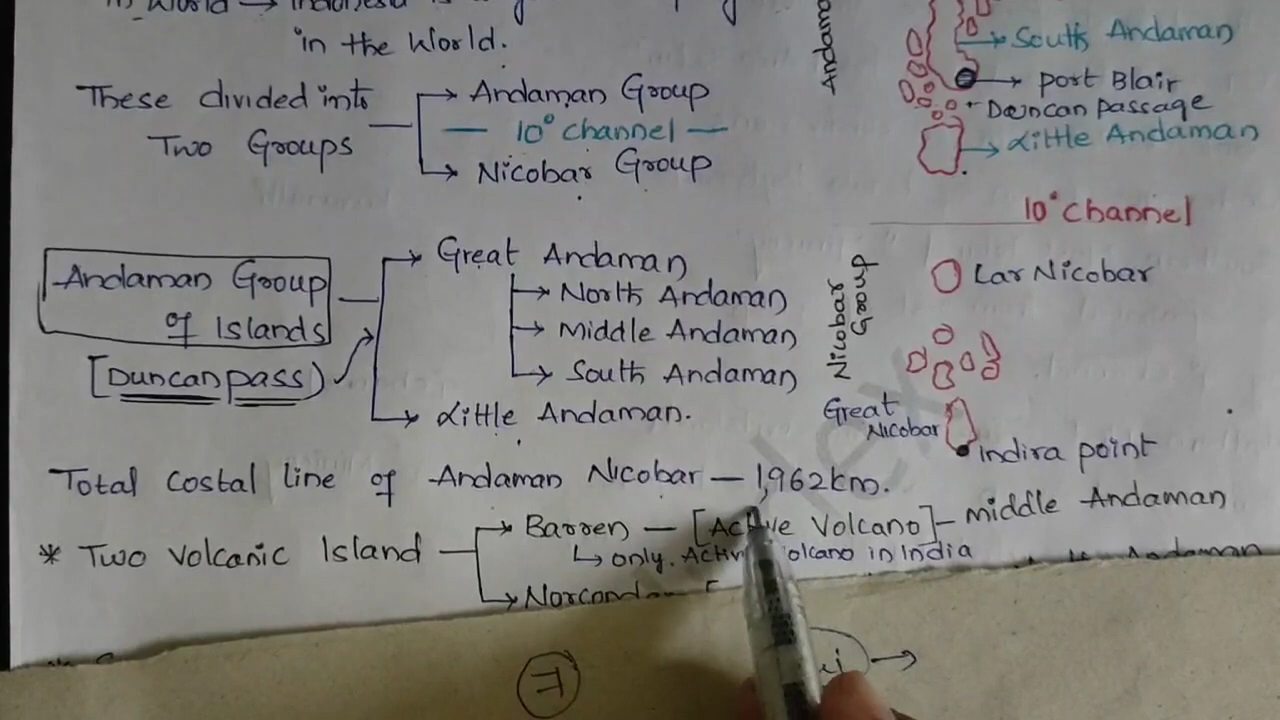 in the World.
These divided into
Two Groups
Andaman Group
10° channel
Nicobar Group
South Andaman
Port Blair
Duncan passage
Little Andaman
10° channel
Car Nicobar
Nicobar Group
Great Nicobar
Indira point
Andaman Group
of Islands
[Duncan pass)
Great Andaman
North Andaman
Middle Andaman
South Andaman
Little Andaman.
Total costal line of Andaman Nicobar — 1,962km.
* Two Volcanic Island
Barren — [Active Volcano] - middle Andaman
only Active Volcano in India
Andaman
7